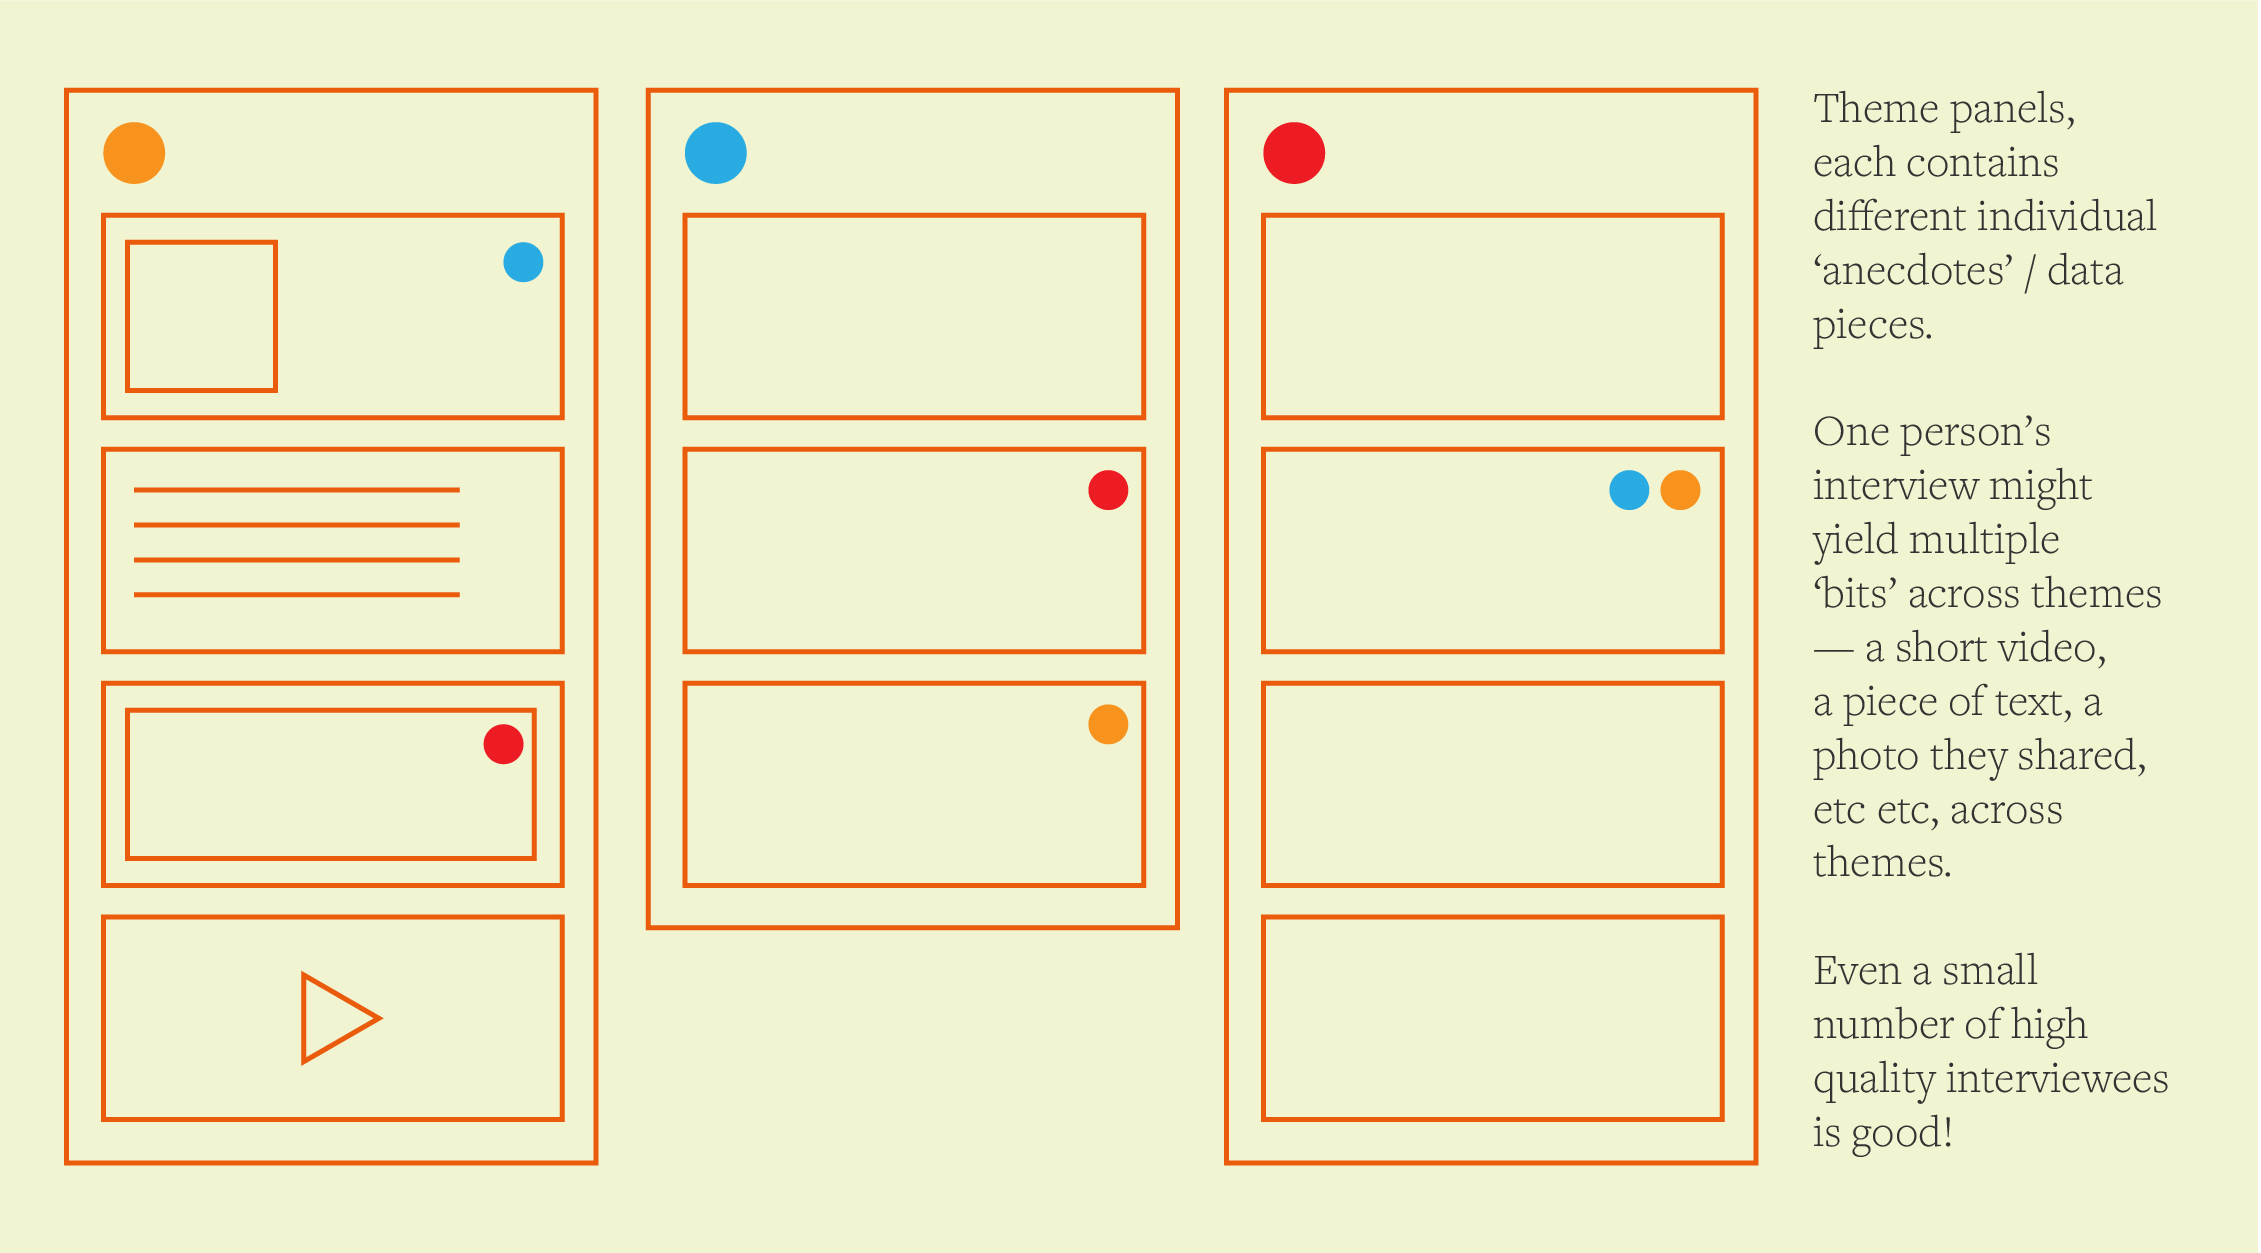 Theme panels,
each contains
different individual
‘anecdotes’ / data
pieces.
One person’s
interview might
yield multiple
‘bits’ across themes
— a short video,
a piece of text, a
photo they shared,
etc etc, across
themes.
Even a small
number of high
quality interviewees
is good!